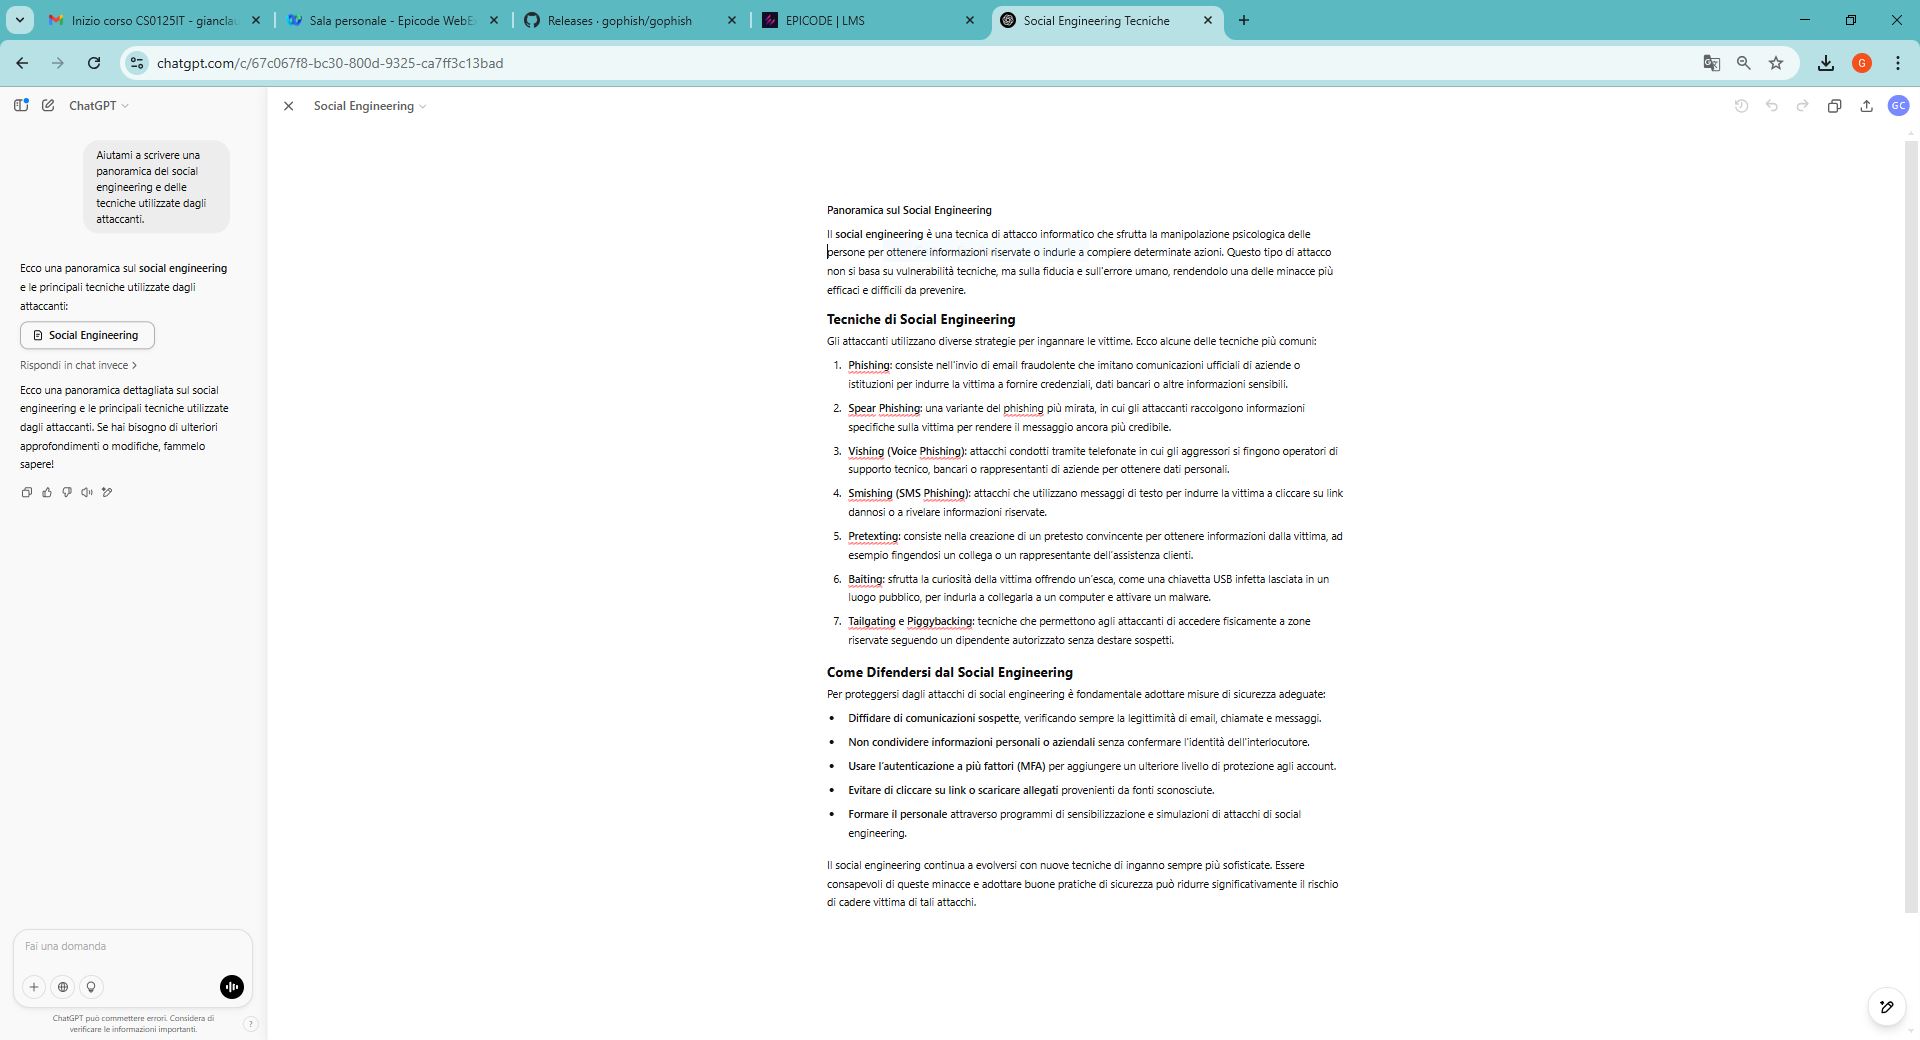 Inizio corso CS0125IT - gianclau
Sala personale - Epicode WebEx
Releases · gophish/gophish
EPICODE | LMS
Social Engineering Tecniche
chatgpt.com/c/67c067f8-bc30-800d-9325-ca7ff3c13bad
G
ChatGPT
Social Engineering
GC
Aiutami a scrivere una
panoramica del social
engineering e delle
tecniche utilizzate dagli
attaccanti.
Ecco una panoramica sul social engineering
e le principali tecniche utilizzate dagli
attaccanti:
Social Engineering
Rispondi in chat invece >
Ecco una panoramica dettagliata sul social
engineering e le principali tecniche utilizzate
dagli attaccanti. Se hai bisogno di ulteriori
approfondimenti o modifiche, fammelo
sapere!
Fai una domanda
ChatGPT può commettere errori. Considera di
verificare le informazioni importanti.
?
Panoramica sul Social Engineering
Il social engineering è una tecnica di attacco informatico che sfrutta la manipolazione psicologica delle
persone per ottenere informazioni riservate o indurle a compiere determinate azioni. Questo tipo di attacco
non si basa su vulnerabilità tecniche, ma sulla fiducia e sull'errore umano, rendendolo una delle minacce più
efficaci e difficili da prevenire.
Tecniche di Social Engineering
Gli attaccanti utilizzano diverse strategie per ingannare le vittime. Ecco alcune delle tecniche più comuni:
1. Phishing: consiste nell'invio di email fraudolente che imitano comunicazioni ufficiali di aziende o
istituzioni per indurre la vittima a fornire credenziali, dati bancari o altre informazioni sensibili.
2. Spear Phishing: una variante del phishing più mirata, in cui gli attaccanti raccolgono informazioni
specifiche sulla vittima per rendere il messaggio ancora più credibile.
3. Vishing (Voice Phishing): attacchi condotti tramite telefonate in cui gli aggressori si fingono operatori di
supporto tecnico, bancari o rappresentanti di aziende per ottenere dati personali.
4. Smishing (SMS Phishing): attacchi che utilizzano messaggi di testo per indurre la vittima a cliccare su link
dannosi o a rivelare informazioni riservate.
5. Pretexting: consiste nella creazione di un pretesto convincente per ottenere informazioni dalla vittima, ad
esempio fingendosi un collega o un rappresentante dell'assistenza clienti.
6. Baiting: sfrutta la curiosità della vittima offrendo un'esca, come una chiavetta USB infetta lasciata in un
luogo pubblico, per indurla a collegarla a un computer e attivare un malware.
7. Tailgating e Piggybacking: tecniche che permettono agli attaccanti di accedere fisicamente a zone
riservate seguendo un dipendente autorizzato senza destare sospetti.
Come Difendersi dal Social Engineering
Per proteggersi dagli attacchi di social engineering è fondamentale adottare misure di sicurezza adeguate:
• Diffidare di comunicazioni sospette, verificando sempre la legittimità di email, chiamate e messaggi.
• Non condividere informazioni personali o aziendali senza confermare l'identità dell'interlocutore.
• Usare l'autenticazione a più fattori (MFA) per aggiungere un ulteriore livello di protezione agli account.
• Evitare di cliccare su link o scaricare allegati provenienti da fonti sconosciute.
• Formare il personale attraverso programmi di sensibilizzazione e simulazioni di attacchi di social
engineering.
Il social engineering continua a evolversi con nuove tecniche di inganno sempre più sofisticate. Essere
consapevoli di queste minacce e adottare buone pratiche di sicurezza può ridurre significativamente il rischio
di cadere vittima di tali attacchi.